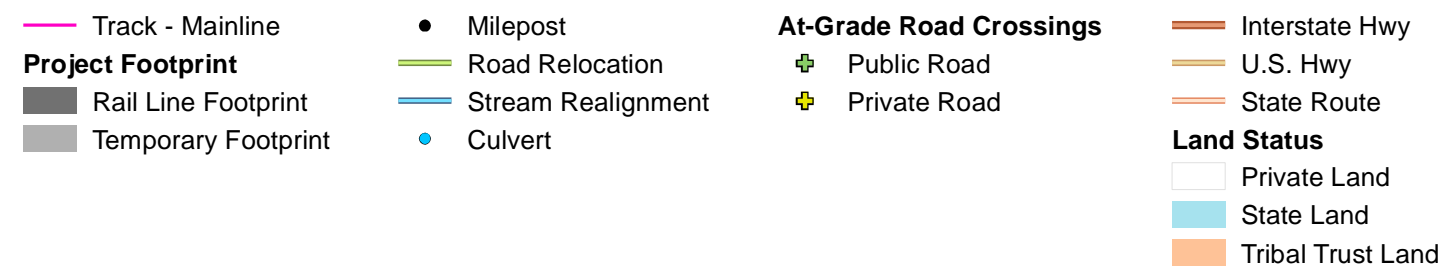 Track - Mainline
Project Footprint
Rail Line Footprint
Temporary Footprint
Milepost
Road Relocation
Stream Realignment
Culvert
At-Grade Road Crossings
Public Road
Private Road
Interstate Hwy
U.S. Hwy
State Route
Land Status
Private Land
State Land
Tribal Trust Land